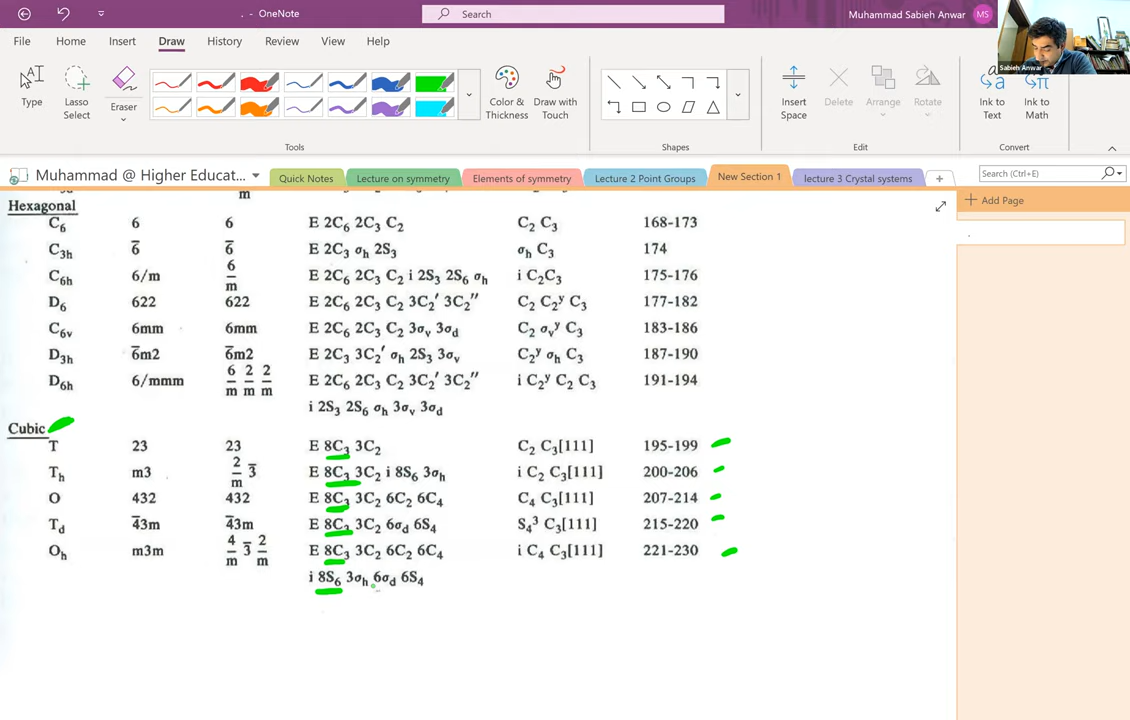 . - OneNote
Search
Muhammad Sabieh Anwar
MS
File Home Insert Draw History Review View Help
Sabieh Anwar
Type
Lasso Select
Eraser
Color & Thickness
Draw with Touch
Insert Space
Delete
Arrange
Rotate
Ink to Text
Ink to Math
Tools
Shapes
Edit
Convert
Muhammad @ Higher Educat...
Quick Notes
Lecture on symmetry
Elements of symmetry
Lecture 2 Point Groups
New Section 1
lecture 3 Crystal systems
Search (Ctrl+E)
Add Page
.
m
Hexagonal
C₆ 6 6 E 2C₆ 2C₃ C₂ C₂ C₃ 168-173
C₃ₕ 6̅ 6̅ E 2C₃ σₕ 2S₃ σₕ C₃ 174
C₆ₕ 6/m 6/m E 2C₆ 2C₃ C₂ i 2S₃ 2S₆ σₕ i C₂C₃ 175-176
D₆ 622 622 E 2C₆ 2C₃ C₂ 3C₂′ 3C₂″ C₂ C₂ʸ C₃ 177-182
C₆ᵥ 6mm 6mm E 2C₆ 2C₃ C₂ 3σᵥ 3σd C₂ σᵥʸ C₃ 183-186
D₃ₕ 6̅m2 6̅m2 E 2C₃ 3C₂′ σₕ 2S₃ 3σᵥ C₂ʸ σₕ C₃ 187-190
D₆ₕ 6/mmm 6/m 2/m 2/m E 2C₆ 2C₃ C₂ 3C₂′ 3C₂″ i C₂ʸ C₂ C₃ 191-194
i 2S₃ 2S₆ σₕ 3σᵥ 3σd
Cubic
T 23 23 E 8C₃ 3C₂ C₂ C₃[111] 195-199
Tₕ m3 2/m 3̅ E 8C₃ 3C₂ i 8S₆ 3σₕ i C₂ C₃[111] 200-206
O 432 432 E 8C₃ 3C₂ 6C₂ 6C₄ C₄ C₃[111] 207-214
Td 4̅3m 4̅3m E 8C₃ 3C₂ 6σd 6S₄ S₄³ C₃[111] 215-220
Oₕ m3m 4/m 3̅ 2/m E 8C₃ 3C₂ 6C₂ 6C₄ i C₄ C₃[111] 221-230
i 8S₆ 3σₕ 6σd 6S₄